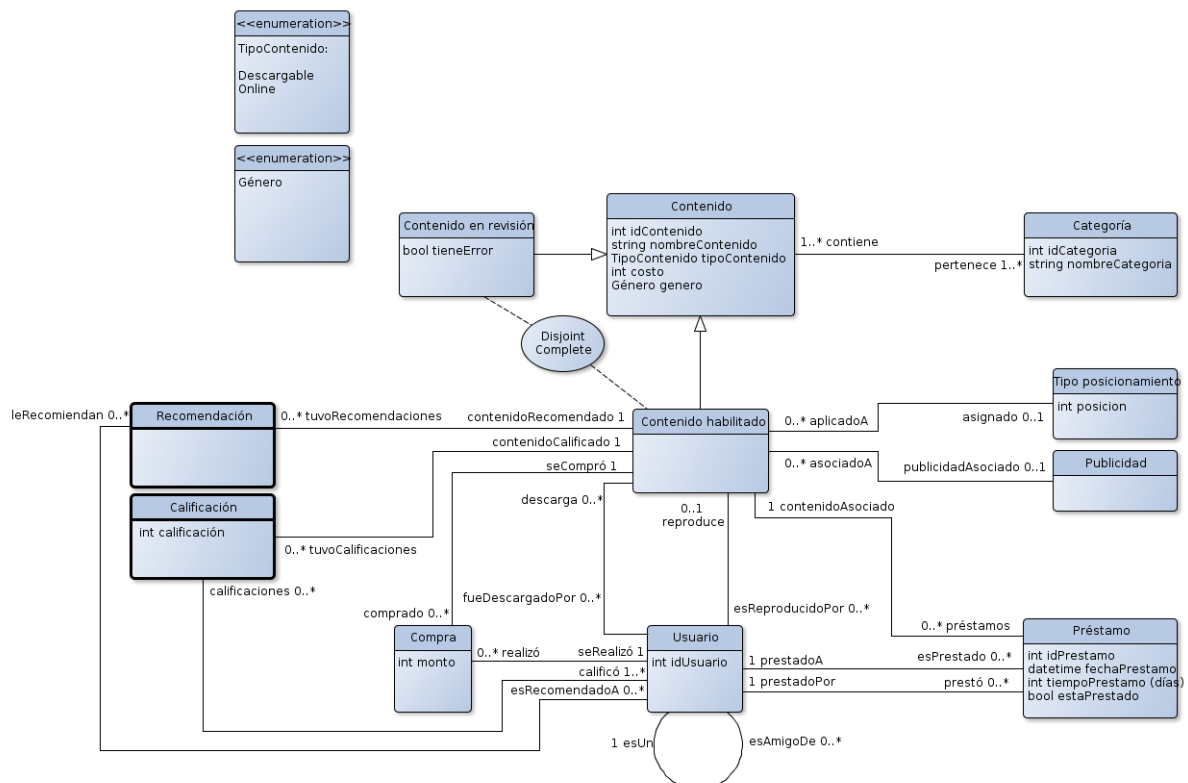 <<enumeration>>
TipoContenido:
Descargable
Online
<<enumeration>>
Género
Contenido
int idContenido
string nombreContenido
TipoContenido tipoContenido
int costo
Género genero
Contenido en revisión
bool tieneError
Categoría
int idCategoria
string nombreCategoria
1..* contiene
pertenece 1..*
Disjoint
Complete
Tipo posicionamiento
int posicion
leRecomiendan 0..*
Recomendación
0..* tuvoRecomendaciones
contenidoRecomendado 1
Contenido habilitado
0..* aplicadoA
asignado 0..1
contenidoCalificado 1
Publicidad
seCompró 1
0..* asociadoA
publicidadAsociado 0..1
Calificación
int calificación
descarga 0..*
0..1
reproduce
1 contenidoAsociado
0..* tuvoCalificaciones
calificaciones 0..*
fueDescargadoPor 0..*
esReproducidoPor 0..*
comprado 0..*
0..* préstamos
Compra
int monto
Usuario
int idUsuario
Préstamo
int idPrestamo
datetime fechaPrestamo
int tiempoPrestamo (días)
bool estaPrestado
0..* realizó
seRealizó 1
1 prestadoA
esPrestado 0..*
calificó 1..*
1 prestadoPor
prestó 0..*
esRecomendadoA 0..*
1 esUn
esAmigoDe 0..*